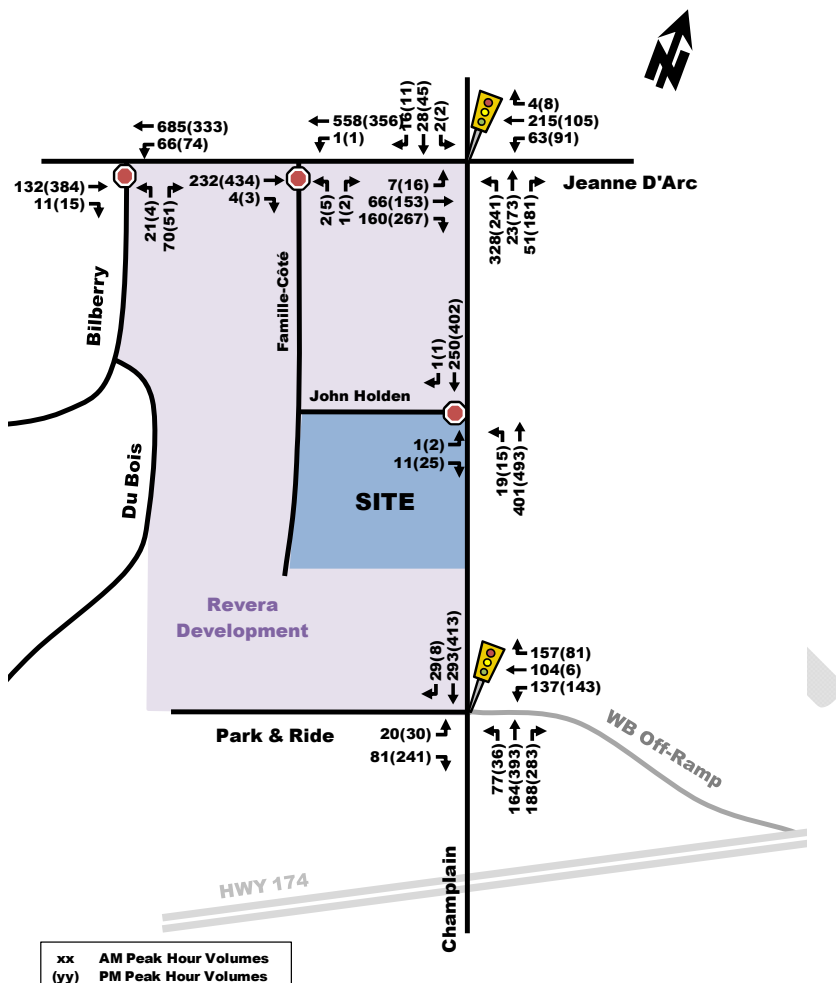 N
4(8)
215(105)
63(91)
16(11)
28(45)
2(2)
558(356)
1(1)
685(333)
66(74)
Jeanne D'Arc
132(384)
11(15)
21(4)
70(51)
232(434)
4(3)
2(5)
1(2)
7(16)
66(153)
160(267)
328(241)
23(73)
51(181)
Bilberry
Famille-Côté
1(1)
250(402)
John Holden
1(2)
11(25)
19(15)
401(493)
SITE
Du Bois
Revera
Development
29(8)
293(413)
157(81)
104(6)
137(143)
Park & Ride
20(30)
81(241)
77(36)
164(393)
188(283)
WB Off-Ramp
HWY 174
Champlain
xx AM Peak Hour Volumes
(yy) PM Peak Hour Volumes